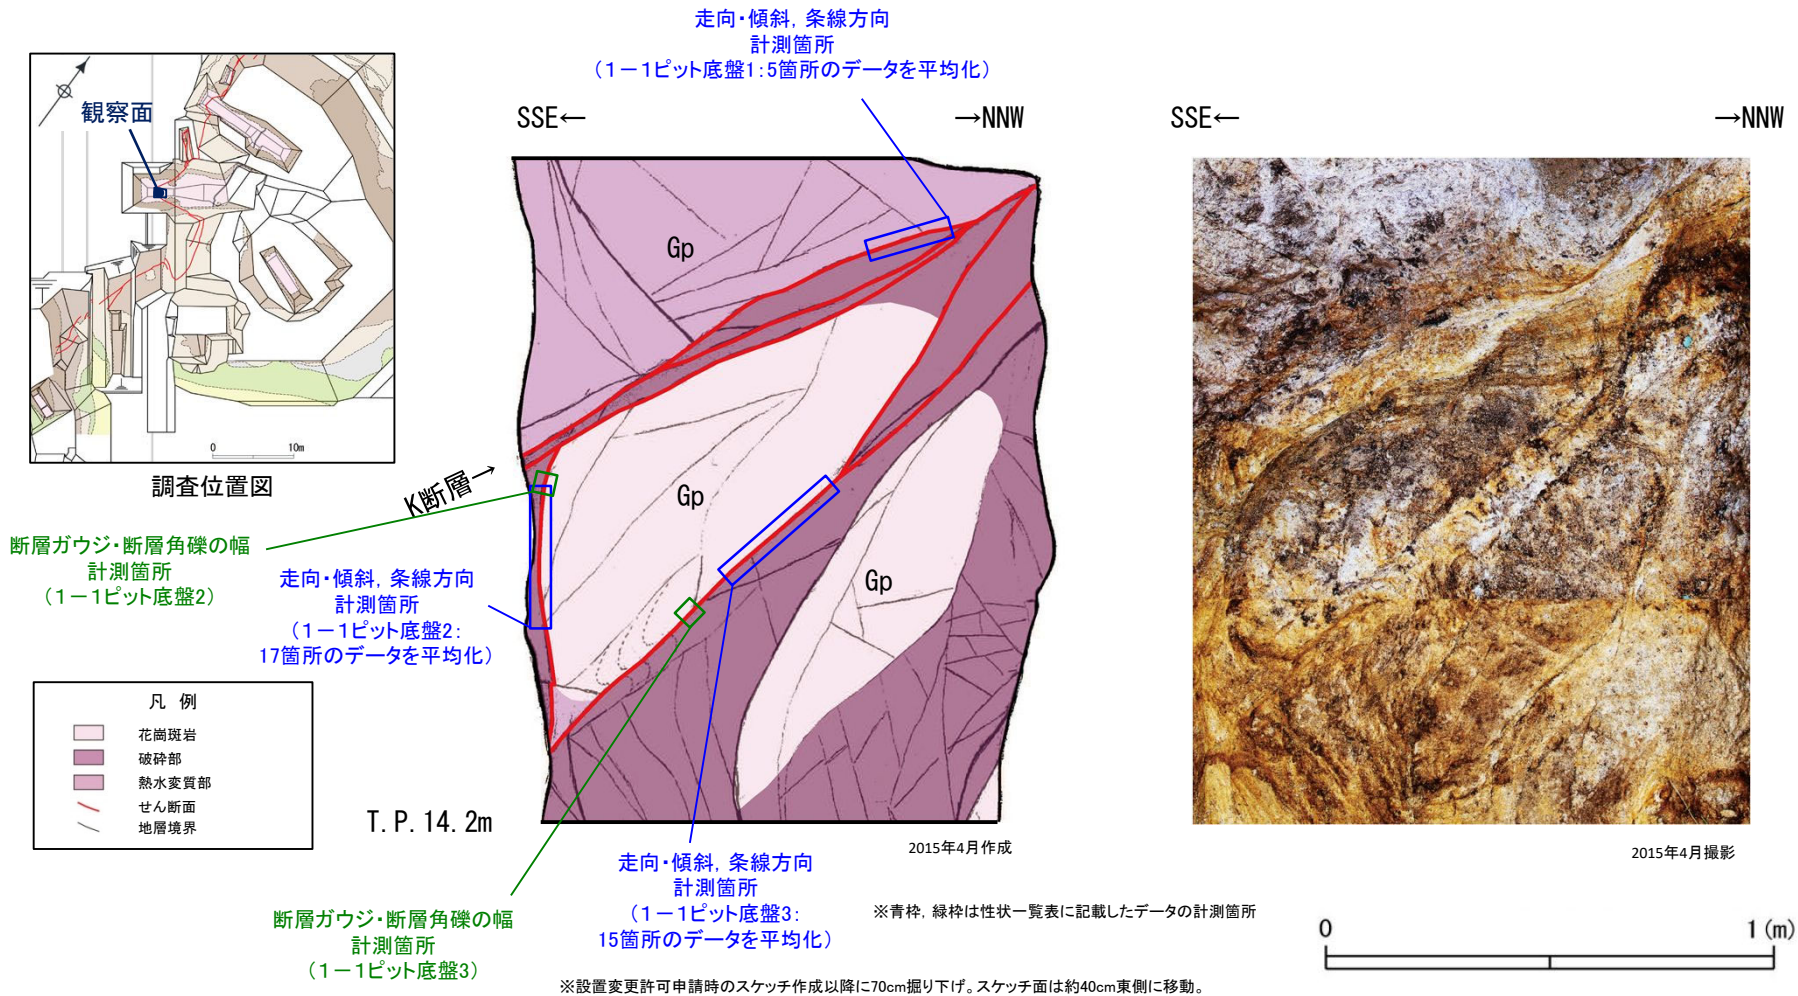 走向・傾斜，条線方向
計測箇所
（１－１ピット底盤1：5箇所のデータを平均化）
観察面
0
10m
調査位置図
SSE←
→NNW
SSE←
→NNW
Gp
Gp
Gp
K断層→
断層ガウジ・断層角礫の幅
計測箇所
（１－１ピット底盤2）
走向・傾斜，条線方向
計測箇所
（１－１ピット底盤2：
17箇所のデータを平均化）
凡 例
花崗斑岩
破砕部
熱水変質部
せん断面
地層境界
T.P.14.2m
2015年4月作成
2015年4月撮影
走向・傾斜，条線方向
計測箇所
（１－１ピット底盤3：
15箇所のデータを平均化）
断層ガウジ・断層角礫の幅
計測箇所
（１－１ピット底盤3）
※青枠，緑枠は性状一覧表に記載したデータの計測箇所
0
1 (m)
※設置変更許可申請時のスケッチ作成以降に70cm掘り下げ。スケッチ面は約40cm東側に移動。